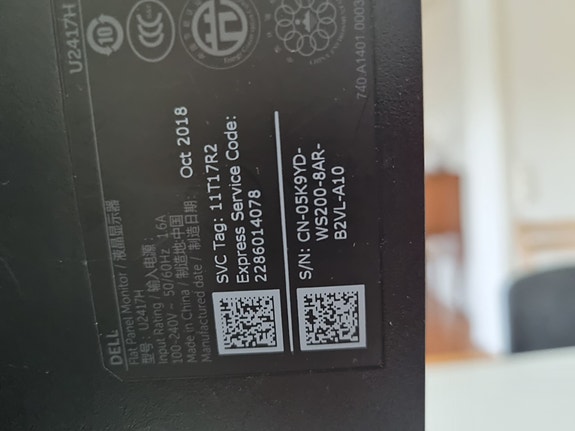 DELL
Flat Panel Monitor / 液晶显示器
型号: U2417H
Input Rating / 输入电源:
100-240V ~ 50/60Hz 1.6A
Made in China / 制造地:中国
Manufactured date / 制造日期: Oct 2018
SVC Tag: 11T17R2
Express Service Code:
2286014078
S/N: CN-05K9YD-
WS200-8AR-
B2VL-A10
U2417H
10
740.A1401.0003